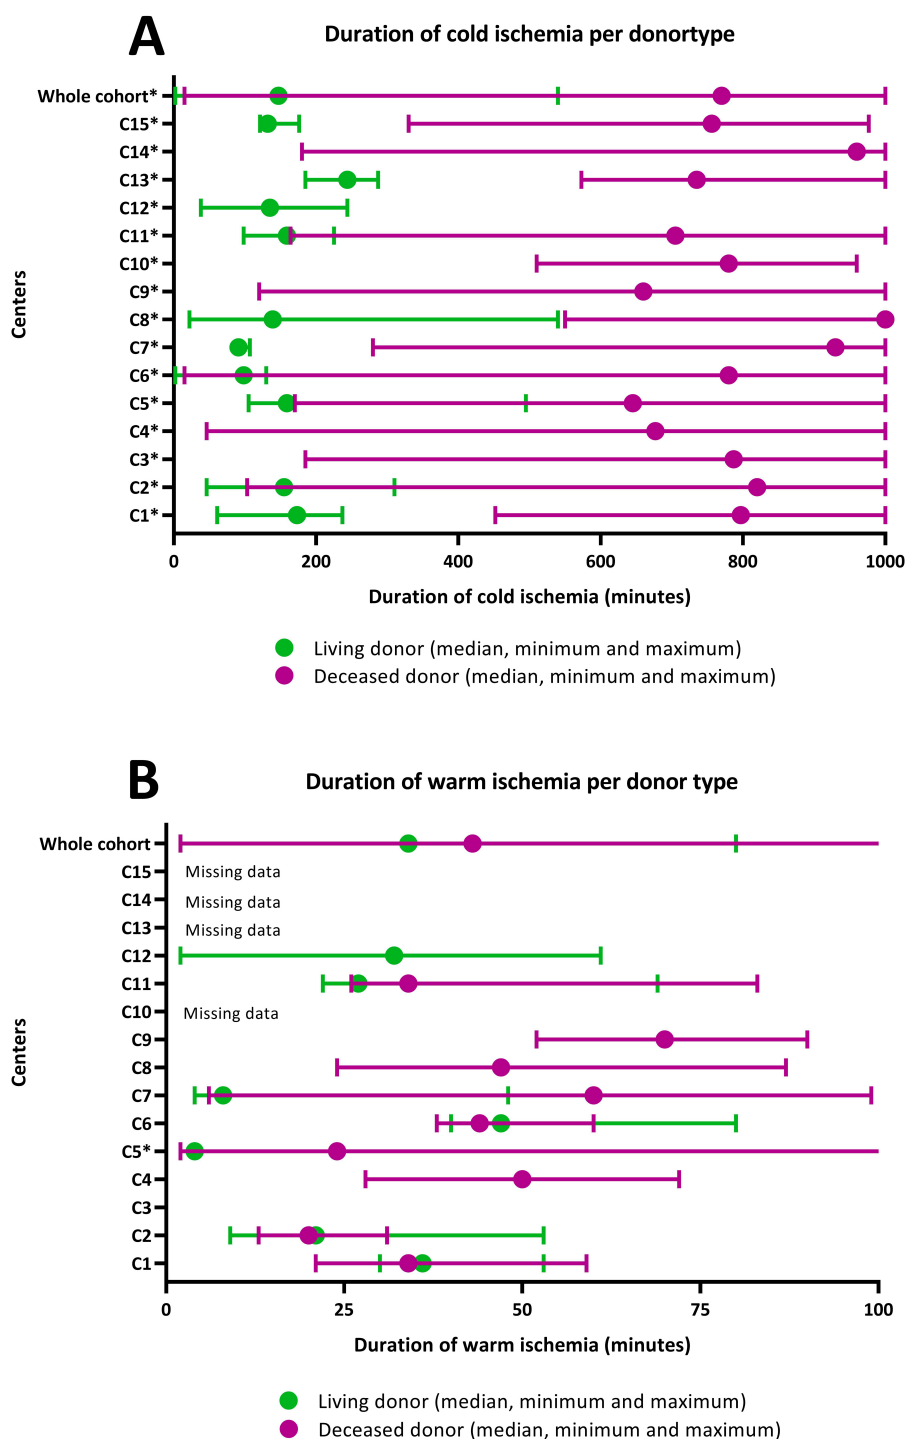 A
Duration of cold ischemia per donortype
Centers
Whole cohort*
C15*
C14*
C13*
C12*
C11*
C10*
C9*
C8*
C7*
C6*
C5*
C4*
C3*
C2*
C1*
0 200 400 600 800 1000
Duration of cold ischemia (minutes)
Living donor (median, minimum and maximum)
Deceased donor (median, minimum and maximum)
B
Duration of warm ischemia per donor type
Centers
Whole cohort
C15 Missing data
C14 Missing data
C13 Missing data
C12
C11
C10 Missing data
C9
C8
C7
C6
C5*
C4
C3
C2
C1
0 25 50 75 100
Duration of warm ischemia (minutes)
Living donor (median, minimum and maximum)
Deceased donor (median, minimum and maximum)